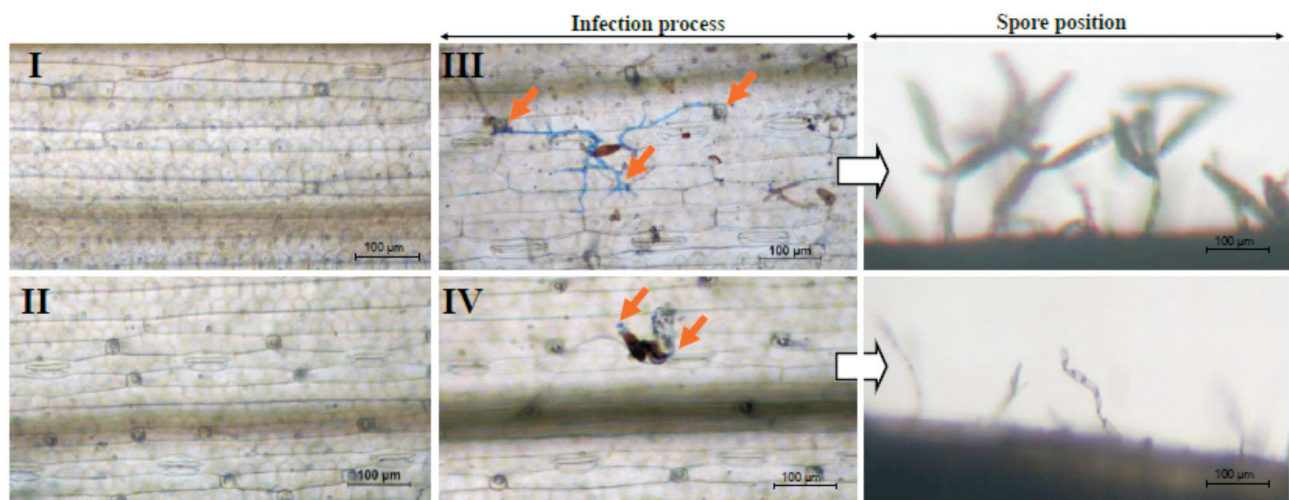 Infection process
Spore position
I
III
100 µm
100 µm
100 µm
II
IV
100 µm
100 µm
100 µm